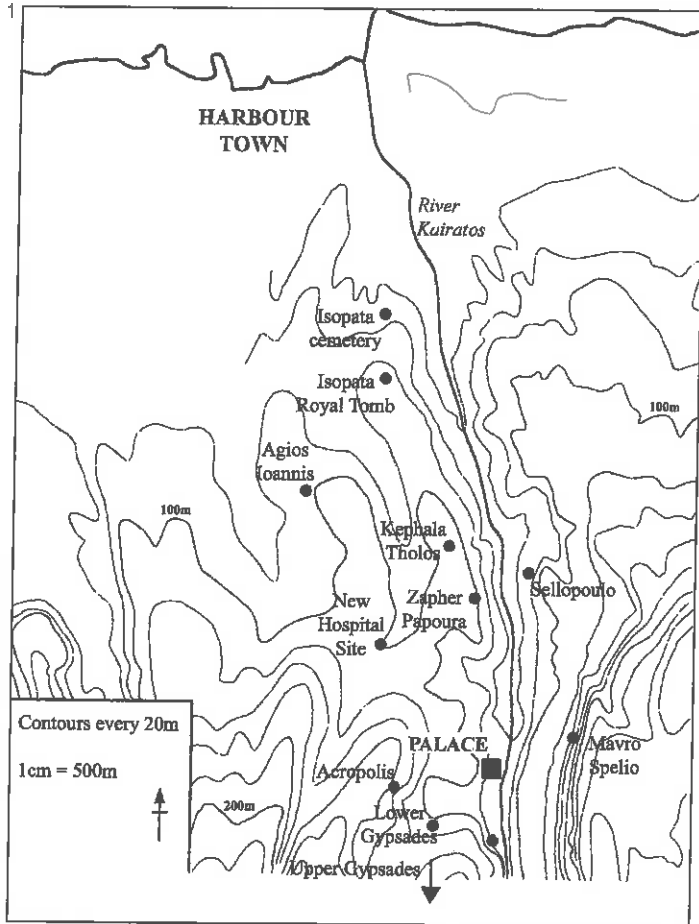 1
HARBOUR
TOWN
River
Kairatos
Isopata
cemetery
Isopata
Royal Tomb
100m
Agios
Ioannis
100m
Kephala
Tholos
Sellopoulo
Zapher
Papoura
New
Hospital
Site
Contours every 20m
1cm = 500m
PALACE
Mavro
Spelio
Acropolis
200m
Lower
Gypsades
Upper Gypsades